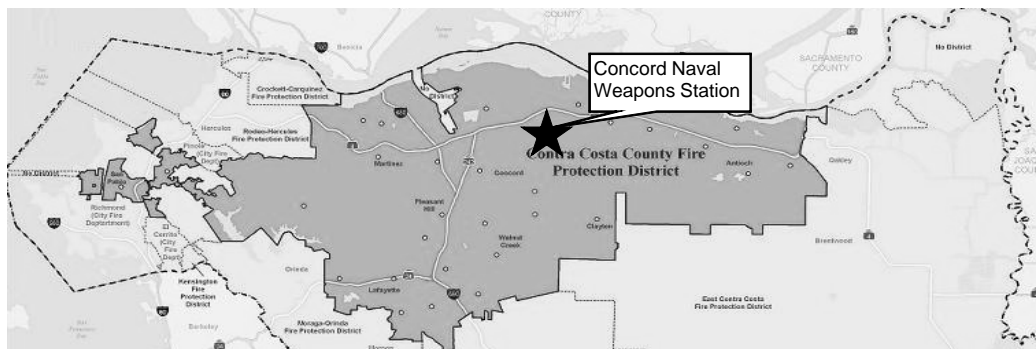 COUNTY
Benicia
SACRAMENTO
COUNTY
No District
Concord Naval
Weapons Station
No
District
Crockett-Carquinez
Fire Protection District
Hercules
Rodeo-Hercules
Fire Protection District
Pinole
(City Fire
Dept)
Martinez
Contra Costa County Fire
Protection District
Concord
Antioch
Oakley
No District
San
Pablo
Richmond
(City Fire
Department)
El
Cerrito
(City
Fire
Dept)
Pleasant
Hill
Clayton
Walnut
Creek
Brentwood
Kensington
Fire
Protection
District
Orinda
Lafayette
East Contra Costa
Fire Protection District
Moraga-Orinda
Fire Protection District
Berkeley